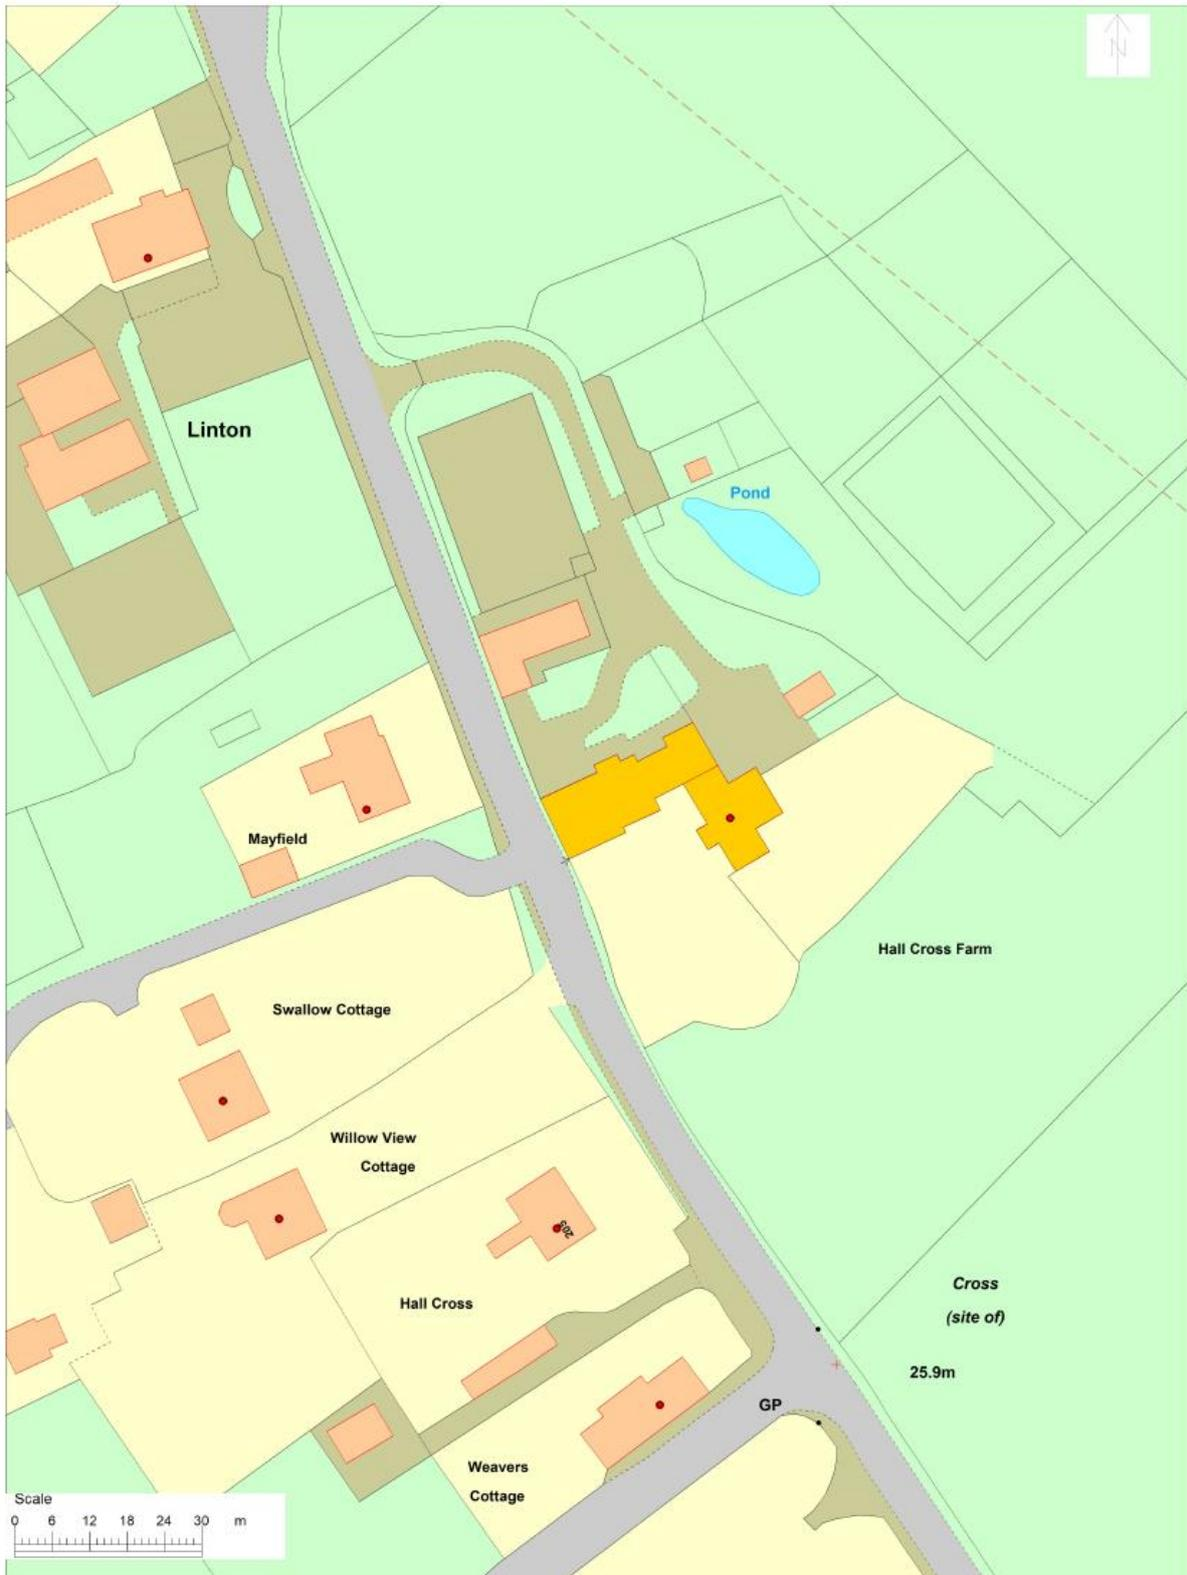 N
Linton
Pond
Mayfield
Hall Cross Farm
Swallow Cottage
Willow View
Cottage
203
Cross
(site of)
Hall Cross
25.9m
GP
Weavers
Cottage
Scale
0 6 12 18 24 30 m